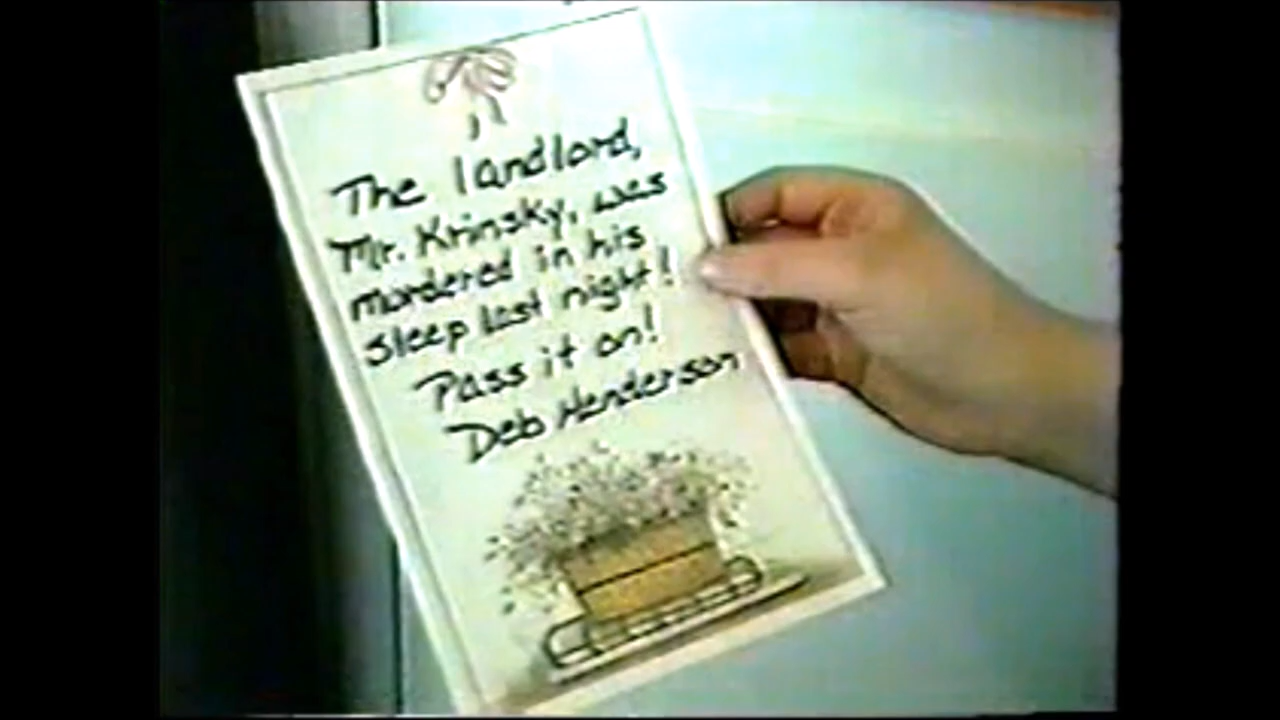 The landlord,
Mr. Krinsky, was
murdered in his
sleep last night!
Pass it on!
Deb Henderson